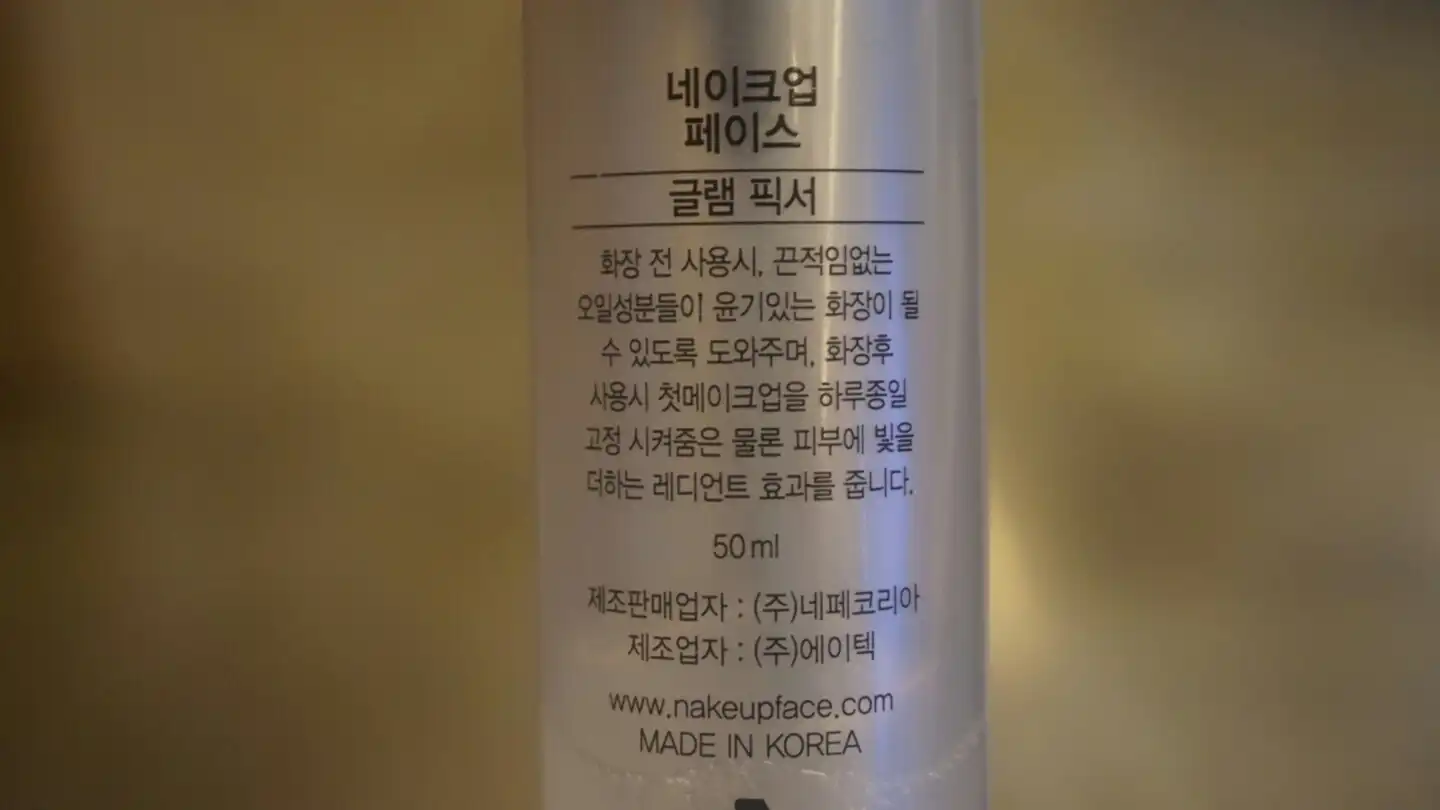 네이크업
페이스
글램 픽서
화장 전 사용시, 끈적임없는
오일성분들이 윤기있는 화장이 될
수 있도록 도와주며, 화장후
사용시 첫메이크업을 하루종일
고정 시켜줌은 물론 피부에 빛을
더하는 레디언트 효과를 줍니다.
50ml
제조판매업자 : (주)네페코리아
제조업자 : (주)에이텍
www.nakeupface.com
MADE IN KOREA